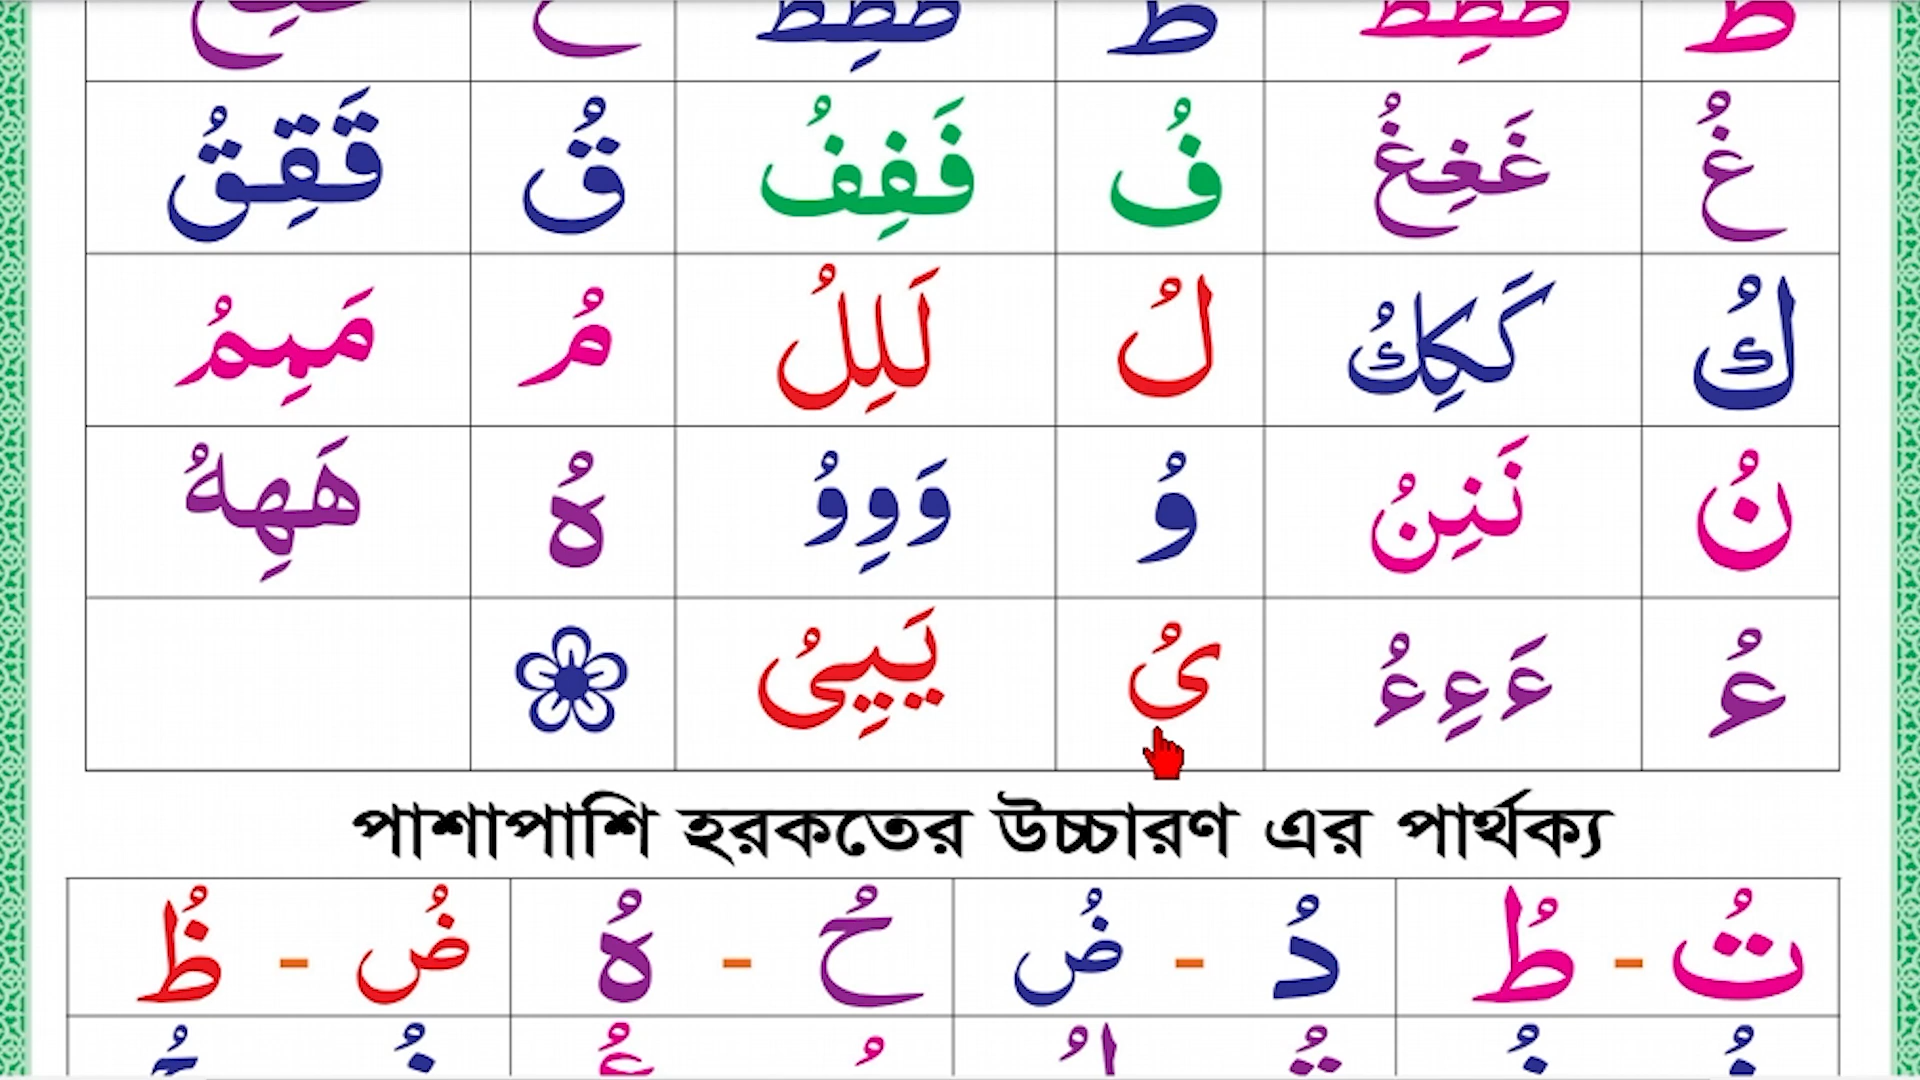 غُ غَغِغُ فُ فَفِفُ قُ قَقِقُ
كُ كَكِكُ لُ لَلِلُ مُ مَمِمُ
نُ نَنِنُ وُ وَوِوُ هُ هَهِهُ
ءُ ءَءِءُ ىُ يَيِىُ
পাশাপাশি হরকতের উচ্চারণ এর পার্থক্য
تُ - طُ دُ - ضُ حُ - هُ ضُ - ظُ